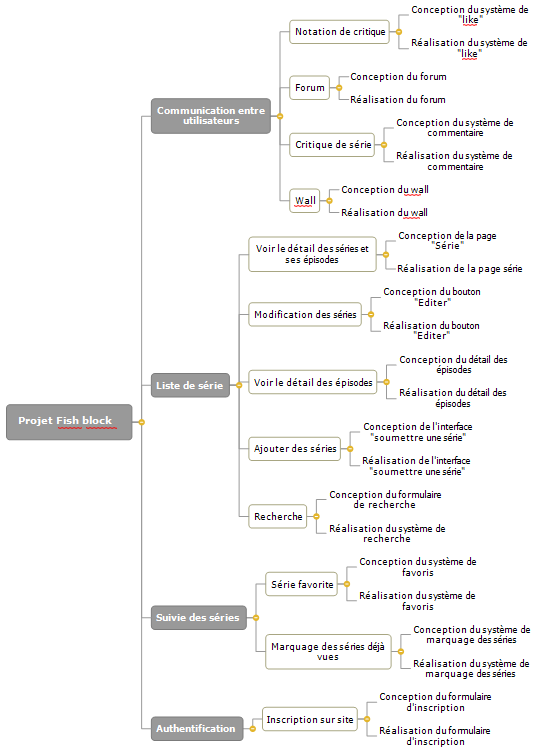 Projet Fish block
Communication entre
utilisateurs
Notation de critique
Conception du système de
"like"
Réalisation du système de
"like"
Forum
Conception du forum
Réalisation du forum
Critique de série
Conception du système de
commentaire
Réalisation du système de
commentaire
Wall
Conception du wall
Réalisation du wall
Liste de série
Voir le détail des séries et
ses épisodes
Conception de la page
"Série"
Réalisation de la page série
Modification des séries
Conception du bouton
"Editer"
Réalisation du bouton
"Editer"
Voir le détail des épisodes
Conception du détail des
épisodes
Réalisation du détail des
épisodes
Ajouter des séries
Conception de l'interface
"soumettre une série"
Réalisation de l'interface
"soumettre une série"
Recherche
Conception du formulaire
de recherche
Réalisation du système de
recherche
Suivie des séries
Série favorite
Conception du système de
favoris
Réalisation du système de
favoris
Marquage des séries déjà
vues
Conception du système de
marquage des séries
Réalisation du système de
marquage des séries
Authentification
Inscription sur site
Conception du formulaire
d'inscription
Réalisation du formulaire
d'inscription